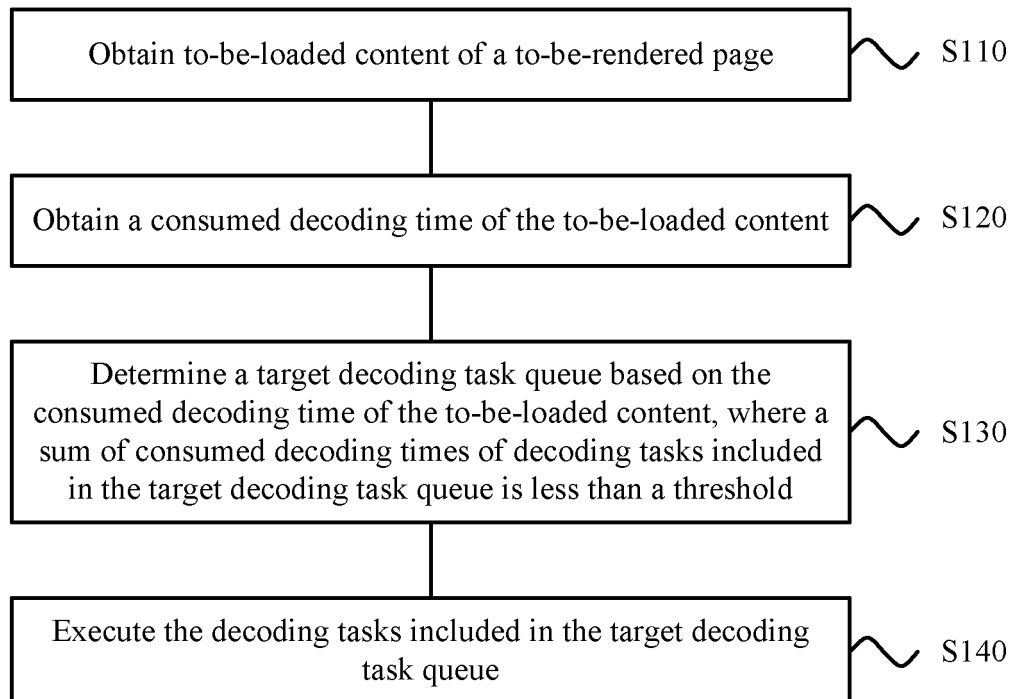 Obtain to-be-loaded content of a to-be-rendered page
S110
Obtain a consumed decoding time of the to-be-loaded content
S120
Determine a target decoding task queue based on the
consumed decoding time of the to-be-loaded content, where a
sum of consumed decoding times of decoding tasks included
in the target decoding task queue is less than a threshold
S130
Execute the decoding tasks included in the target decoding
task queue
S140